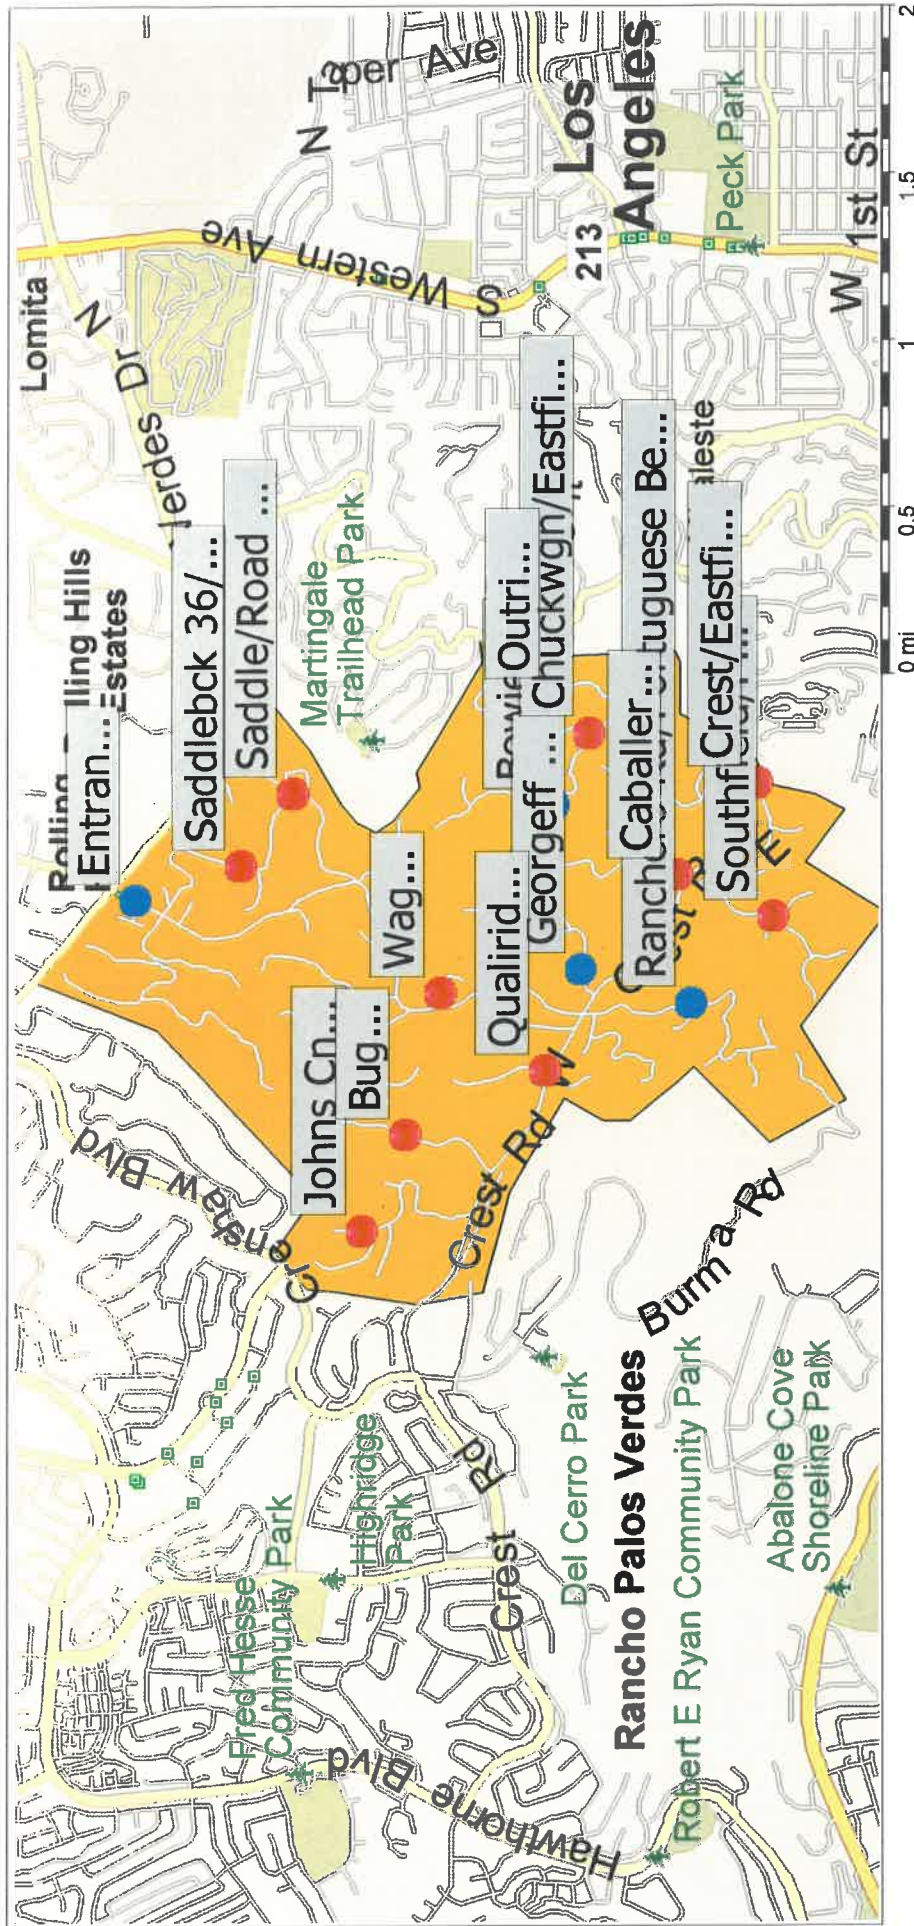 Lomita
N
Taper Ave
Los
Angeles
Peck Park
W 1st St
213
S Western Ave
N
Dr
Rolling
lling Hills
Estates
Entran...
Saddlebck 36/...
Saddle/Road ...
Martingale
Trailhead Park
Outri...
Chuckwgn/Eastfi...
Georgeff ...
Qualirid...
Wag...
Caballer...
tuguese Be...
Ranch
aleste
Crest/Eastfi...
Southf
E
Johns Cn...
Bug...
Crest Rd W
Crenshaw Blvd
Burma Rd
Fred Hesse
Community Park
Highridge
Park
Crest Rd
Del Cerro Park
Rancho Palos Verdes
Robert E Ryan Community Park
Abalone Cove
Shoreline Park
Hawthorne Blvd
0 mi 0.5 1 1.5 2